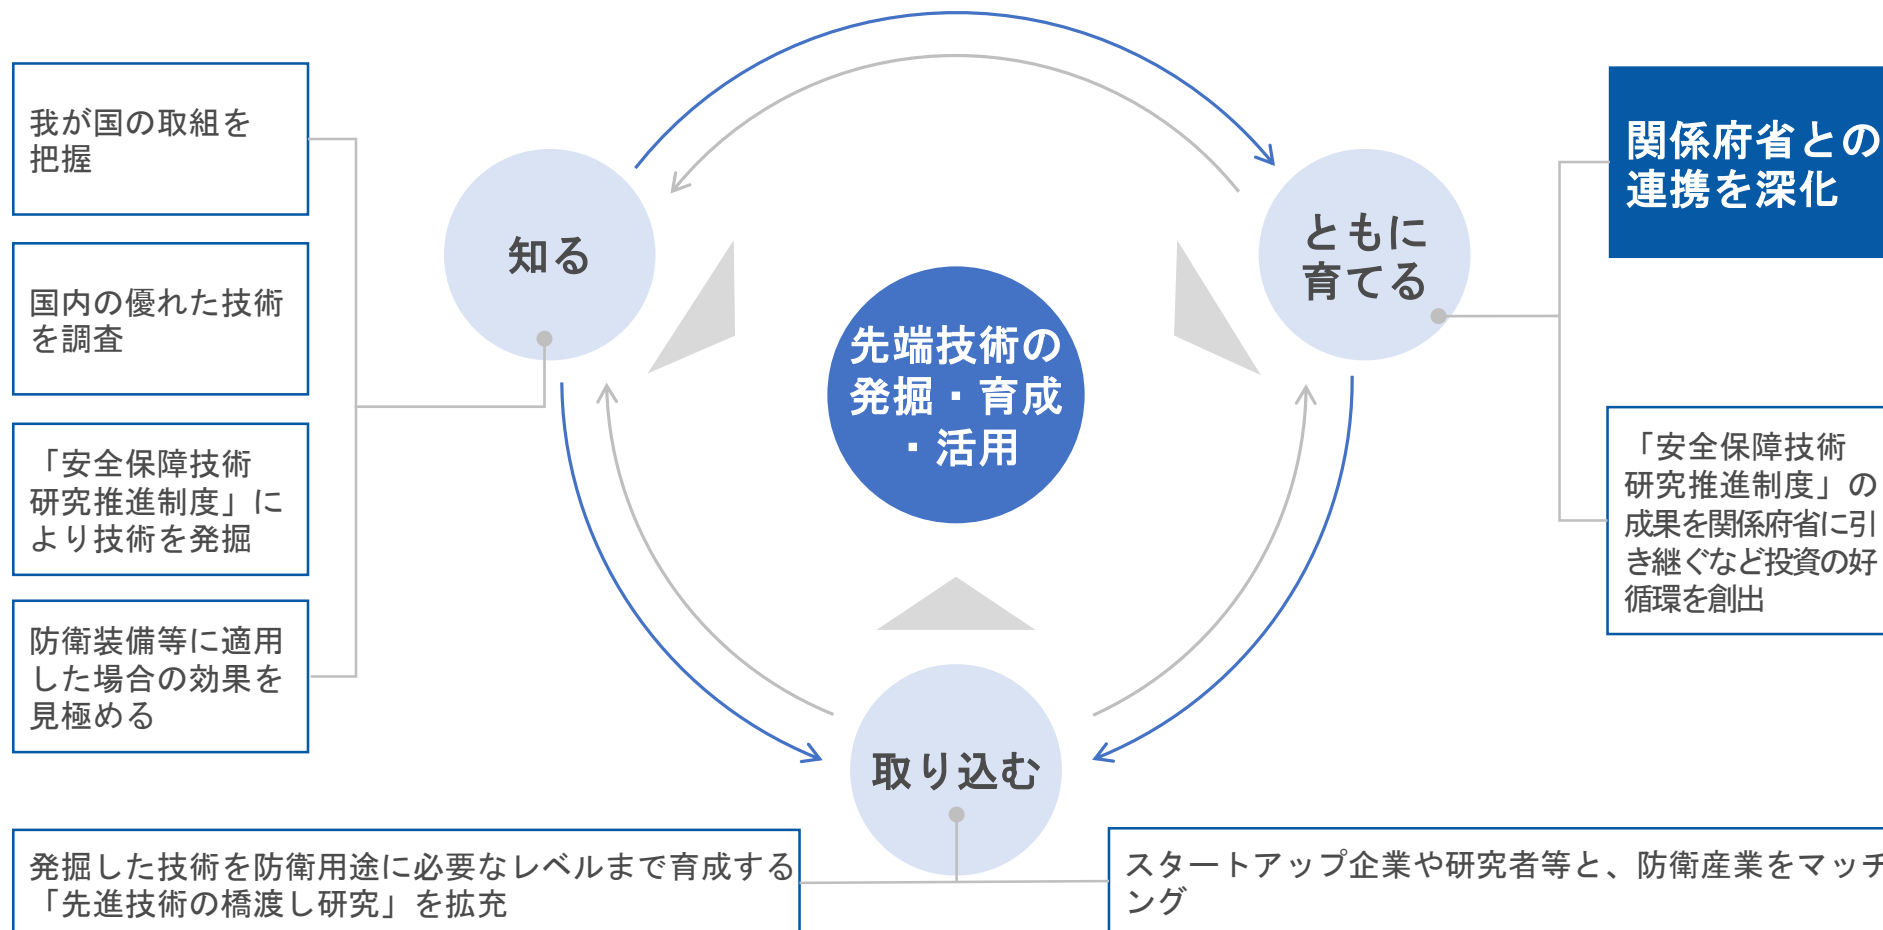 我が国の取組を
把握
国内の優れた技術
を調査
「安全保障技術
研究推進制度」に
より技術を発掘
防衛装備等に適用
した場合の効果を
見極める
知る
先端技術の
発掘・育成
・活用
ともに
育てる
関係府省との
連携を深化
「安全保障技術
研究推進制度」の
成果を関係府省に引
き継ぐなど投資の好
循環を創出
取り込む
発掘した技術を防衛用途に必要なレベルまで育成する
「先進技術の橋渡し研究」を拡充
スタートアップ企業や研究者等と、防衛産業をマッチ
ング